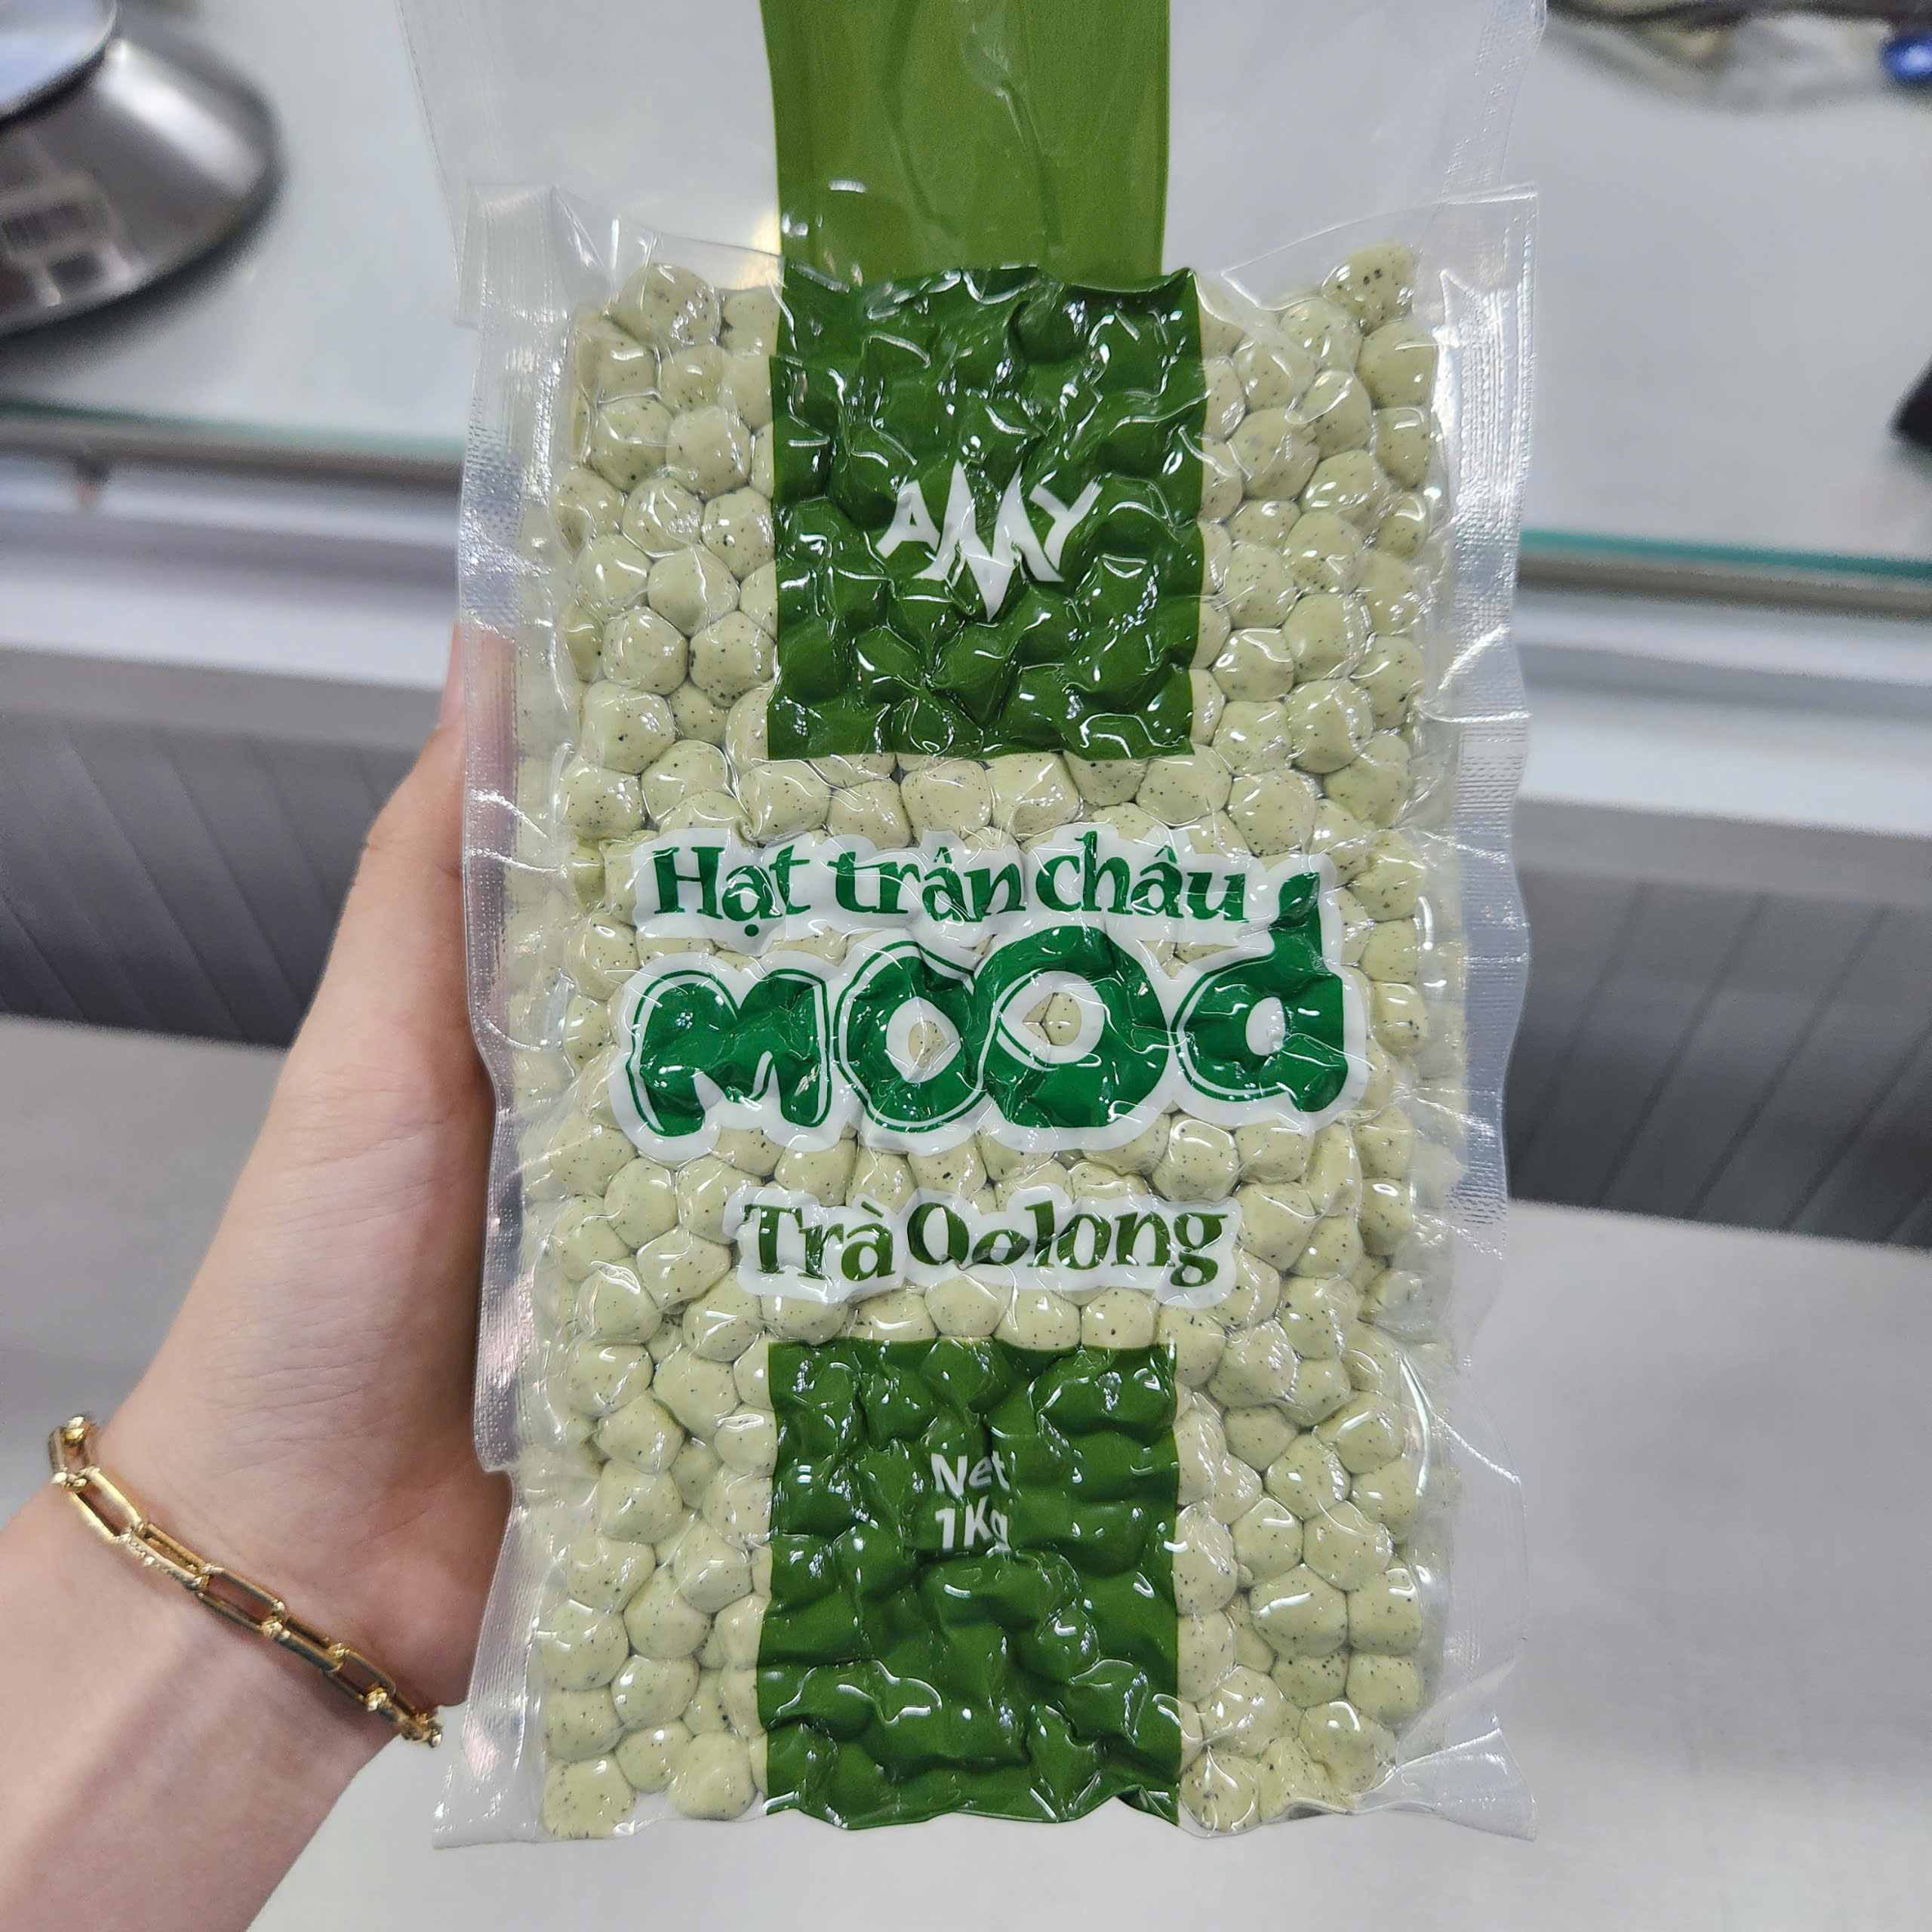 AMY
Hạt trân châu
mood
Trà Oolong
Net
1Kg